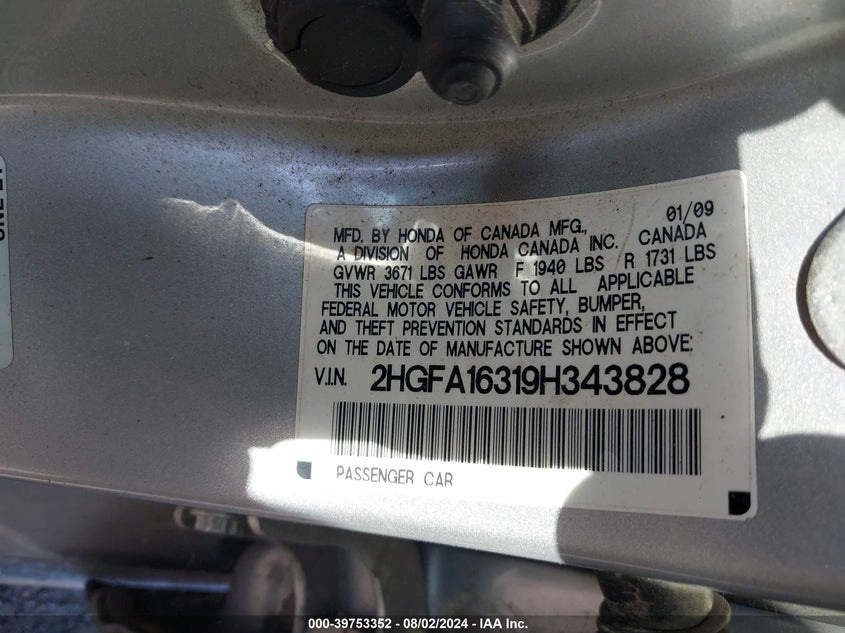 01/09
MFD. BY HONDA OF CANADA MFG.,
A DIVISION OF HONDA CANADA INC. CANADA
GVWR 3671 LBS GAWR F 1940 LBS R 1731 LBS
THIS VEHICLE CONFORMS TO ALL APPLICABLE
FEDERAL MOTOR VEHICLE SAFETY, BUMPER,
AND THEFT PREVENTION STANDARDS IN EFFECT
ON THE DATE OF MANUFACTURE SHOWN ABOVE:
V.I.N. 2HGFA16319H343828
PASSENGER CAR
000-39753352 - 08/02/2024 - IAA Inc.